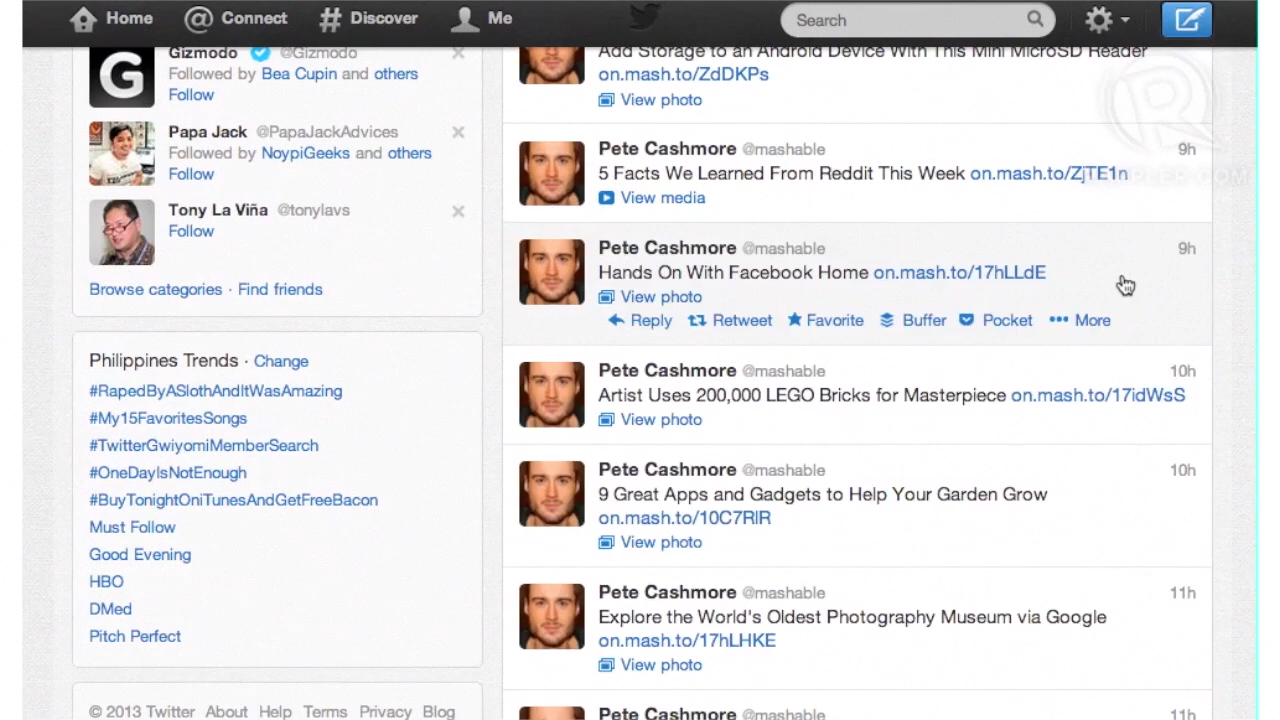 Home
Connect
Discover
Me
Search
Gizmodo @Gizmodo
Followed by Bea Cupin and others
Follow
Papa Jack @PapaJackAdvices
Followed by NoypiGeeks and others
Follow
Tony La Viña @tonylavs
Follow
Browse categories · Find friends
Philippines Trends · Change
#RapedByASlothAndItWasAmazing
#My15FavoritesSongs
#TwitterGwiyomiMemberSearch
#OneDayIsNotEnough
#BuyTonightOniTunesAndGetFreeBacon
Must Follow
Good Evening
HBO
DMed
Pitch Perfect
© 2013 Twitter About Help Terms Privacy Blog
Add Storage to an Android Device With This Mini MicroSD Reader
on.mash.to/ZdDKPs
View photo
Pete Cashmore @mashable 9h
5 Facts We Learned From Reddit This Week on.mash.to/ZjTE1n
View media
Pete Cashmore @mashable 9h
Hands On With Facebook Home on.mash.to/17hLLdE
View photo
Reply Retweet Favorite Buffer Pocket More
Pete Cashmore @mashable 10h
Artist Uses 200,000 LEGO Bricks for Masterpiece on.mash.to/17idWsS
View photo
Pete Cashmore @mashable 10h
9 Great Apps and Gadgets to Help Your Garden Grow
on.mash.to/10C7RlR
View photo
Pete Cashmore @mashable 11h
Explore the World's Oldest Photography Museum via Google
on.mash.to/17hLHKE
View photo
Pete Cashmore @mashable 11h